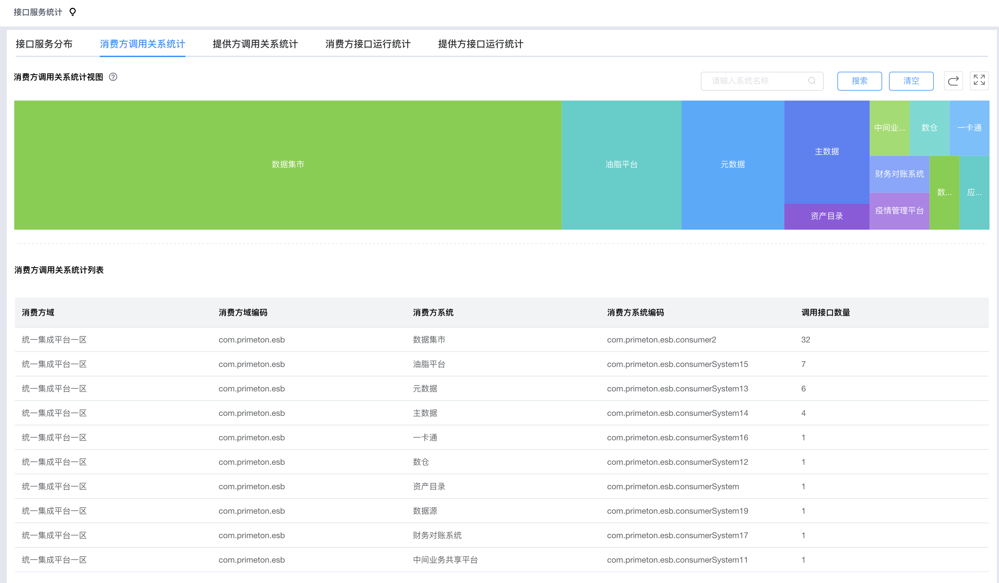 接口服务统计
接口服务分布 消费方调用关系统计 提供方调用关系统计 消费方接口运行统计 提供方接口运行统计
消费方调用关系统计视图 请输入系统名称 搜索 清空
数据集市 油脂平台 元数据 主数据 资产目录 中间业... 数仓 一卡通 财务对账系统 疫情管理平台 数... 应...
消费方调用关系统计列表
消费方域 消费方域编码 消费方系统 消费方系统编码 调用接口数量
统一集成平台一区 com.primeton.esb 数据集市 com.primeton.esb.consumer2 32
统一集成平台一区 com.primeton.esb 油脂平台 com.primeton.esb.consumerSystem15 7
统一集成平台一区 com.primeton.esb 元数据 com.primeton.esb.consumerSystem13 6
统一集成平台一区 com.primeton.esb 主数据 com.primeton.esb.consumerSystem14 4
统一集成平台一区 com.primeton.esb 一卡通 com.primeton.esb.consumerSystem16 1
统一集成平台一区 com.primeton.esb 数仓 com.primeton.esb.consumerSystem12 1
统一集成平台一区 com.primeton.esb 资产目录 com.primeton.esb.consumerSystem 1
统一集成平台一区 com.primeton.esb 数据源 com.primeton.esb.consumerSystem19 1
统一集成平台一区 com.primeton.esb 财务对账系统 com.primeton.esb.consumerSystem17 1
统一集成平台一区 com.primeton.esb 中间业务共享平台 com.primeton.esb.consumerSystem11 1